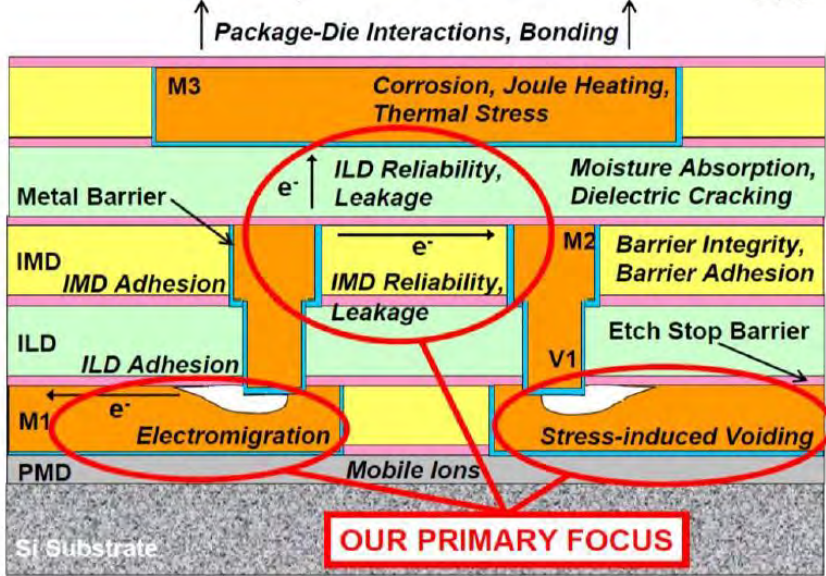 Package-Die Interactions, Bonding
M3
Corrosion, Joule Heating,
Thermal Stress
e-
ILD Reliability,
Leakage
Moisture Absorption,
Dielectric Cracking
Metal Barrier
e-
M2
Barrier Integrity,
Barrier Adhesion
IMD
IMD Adhesion
IMD Reliability,
Leakage
Etch Stop Barrier
ILD
ILD Adhesion
V1
e-
M1
Electromigration
Stress-induced Voiding
PMD
Mobile Ions
Si Substrate
OUR PRIMARY FOCUS